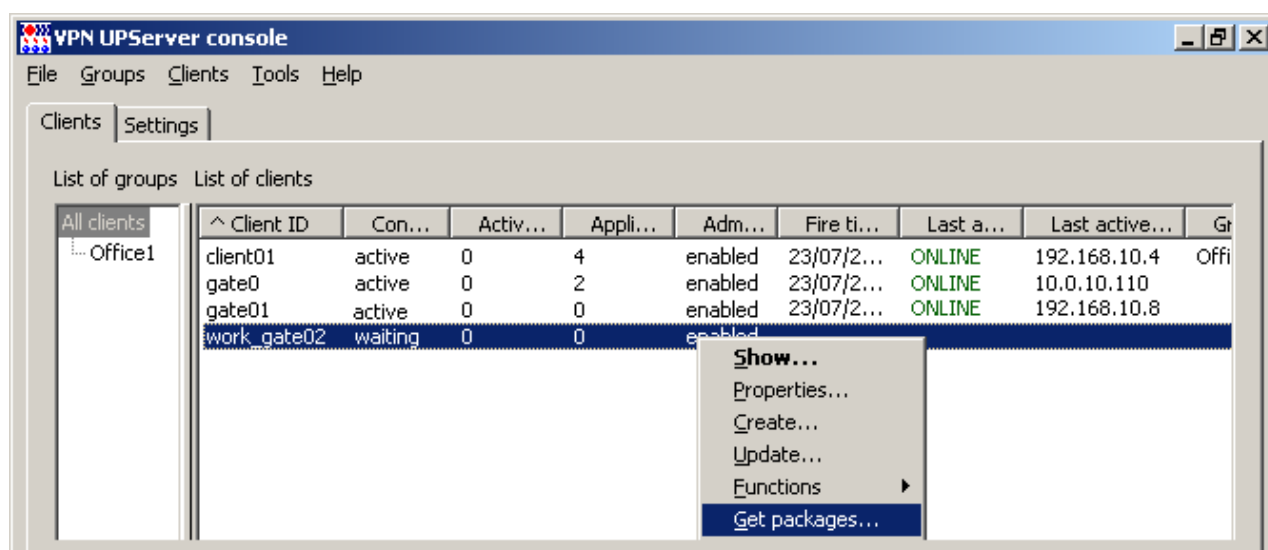 VPN UPServer console
File Groups Clients Tools Help
Clients Settings
List of groups List of clients
All clients ^ Client ID Con... Activ... Appli... Adm... Fire ti... Last a... Last active... Gr
Office1 client01 active 0 4 enabled 23/07/2... ONLINE 192.168.10.4 Offi
gate0 active 0 2 enabled 23/07/2... ONLINE 10.0.10.110
gate01 active 0 0 enabled 23/07/2... ONLINE 192.168.10.8
work_gate02 waiting 0 0 enabled
Show...
Properties...
Create...
Update...
Functions
Get packages...